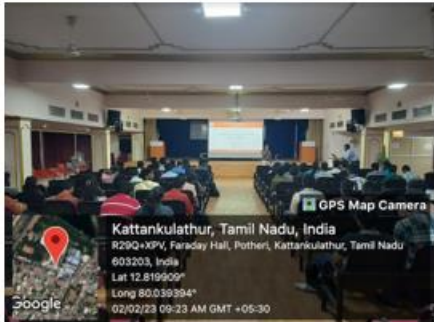 GPS Map Camera
Kattankulathur, Tamil Nadu, India
R29Q+XPV, Faraday Hall, Potheri, Kattankulathur, Tamil Nadu
603203, India
Lat 12.819909°
Long 80.039394°
02/02/23 09:23 AM GMT +05:30
Google